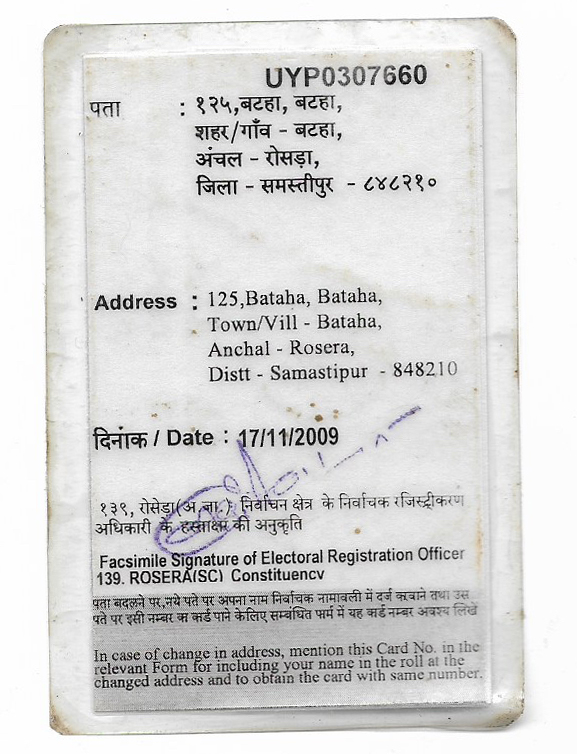 UYP0307660
पता : १२५,बटहा, बटहा,
शहर/गाँव - बटहा,
अंचल - रोसड़ा,
जिला - समस्तीपुर - ८४८२१०
Address : 125,Bataha, Bataha,
Town/Vill - Bataha,
Anchal - Rosera,
Distt - Samastipur - 848210
दिनांक / Date : 17/11/2009
१३९, रोसेड़ा(अ.जा.) निर्वाचन क्षेत्र के निर्वाचक रजिस्ट्रीकरण
अधिकारी के हस्ताक्षर की अनुकृति
Facsimile Signature of Electoral Registration Officer
139. ROSERA(SC) Constituency
पता बदलने पर,नये पते पर अपना नाम निर्वाचक नामावली में दर्ज करवाने तथा उस
पते पर इसी नम्बर का कार्ड पाने केलिए सम्बंधित फार्म में यह कार्ड नम्बर अवश्य लिखें
In case of change in address, mention this Card No. in the
relevant Form for including your name in the roll at the
changed address and to obtain the card with same number.